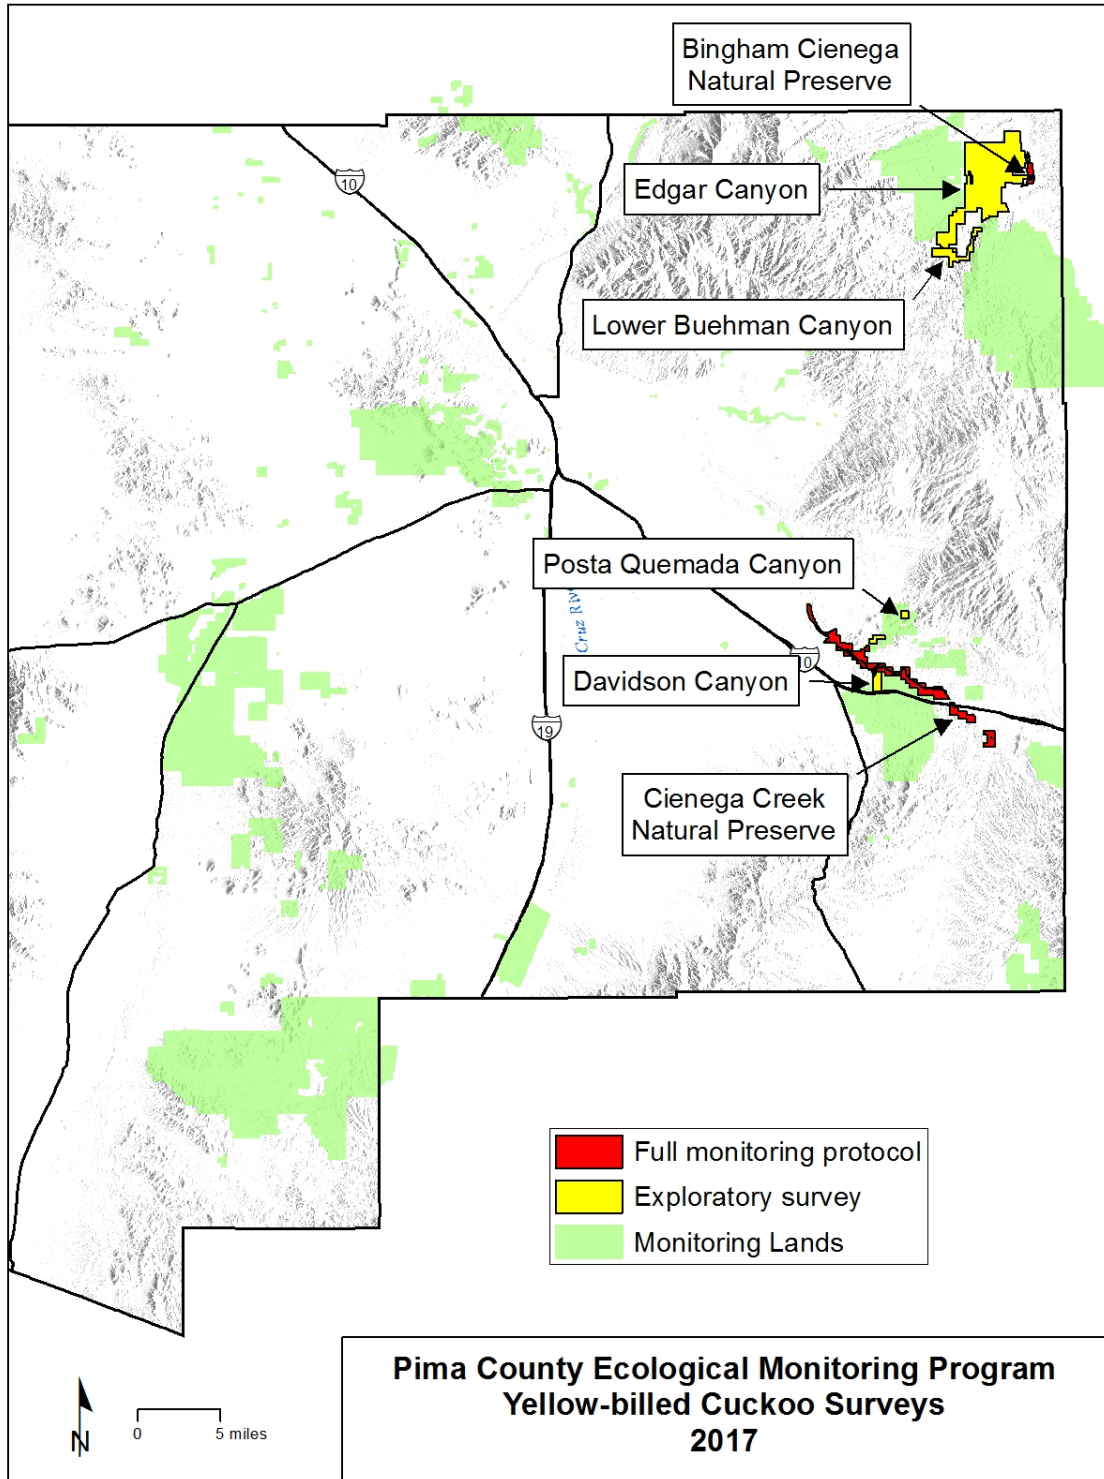 Bingham Cienega
Natural Preserve
10
Edgar Canyon
Lower Buehman Canyon
Posta Quemada Canyon
Cruz
0
Davidson Canyon
19
Cienega Creek
Natural Preserve
Full monitoring protocol
Exploratory survey
Monitoring Lands
N
0 5 miles
Pima County Ecological Monitoring Program
Yellow-billed Cuckoo Surveys
2017